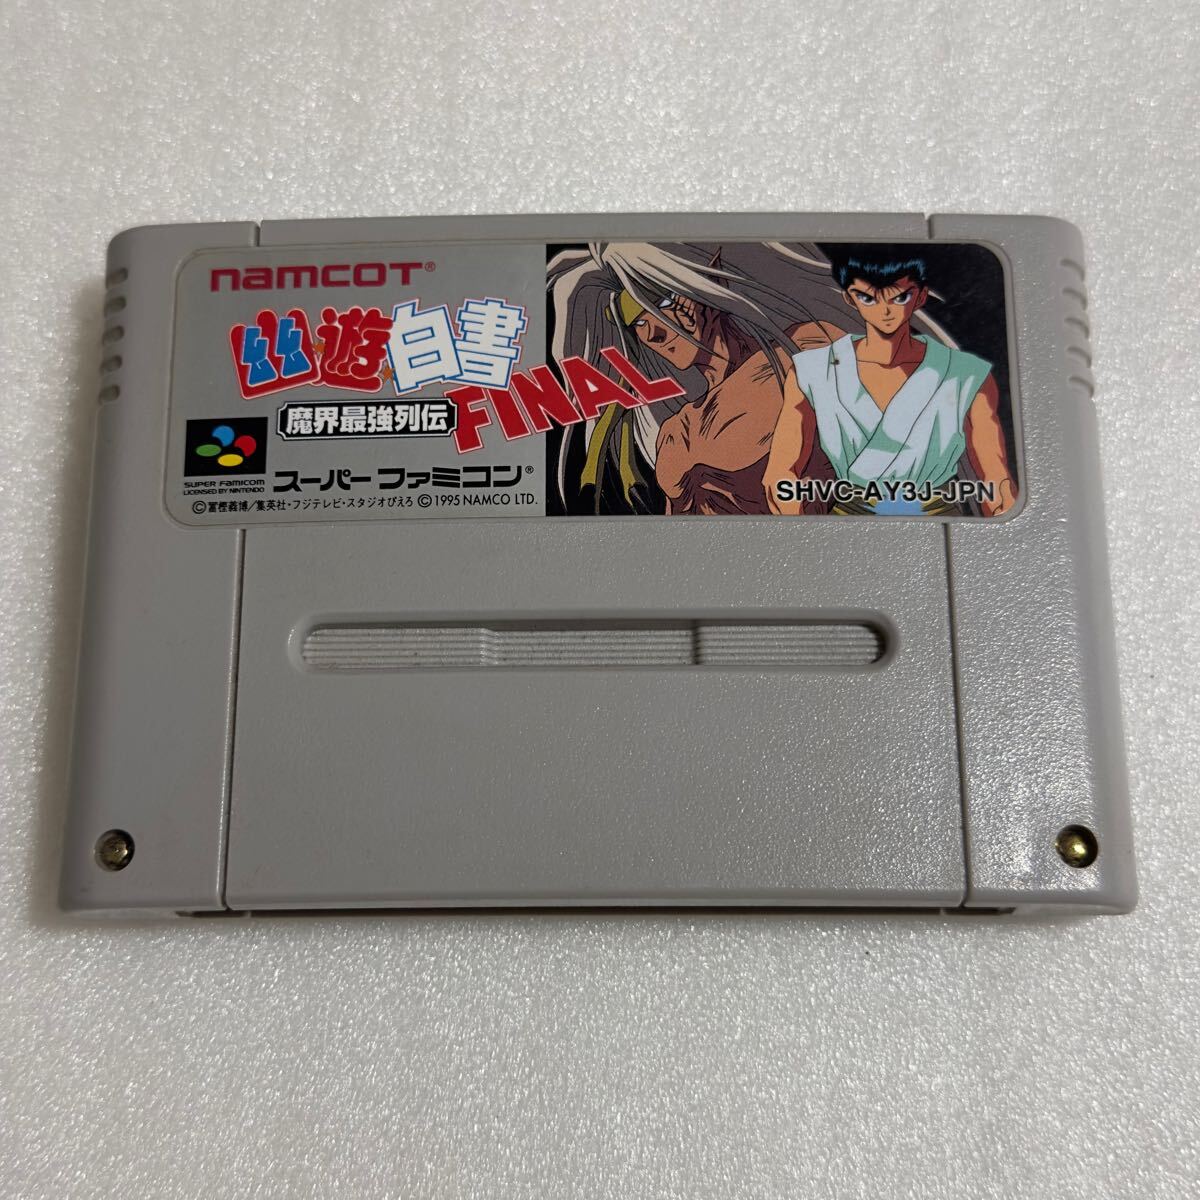 namcot®
幽☆遊☆白書
FINAL
魔界最強列伝
SUPER FAMICOM
LICENSED BY NINTENDO
スーパーファミコン®
©冨樫義博/集英社・フジテレビ・スタジオぴえろ ©1995 NAMCO LTD.
SHVC-AY3J-JPN